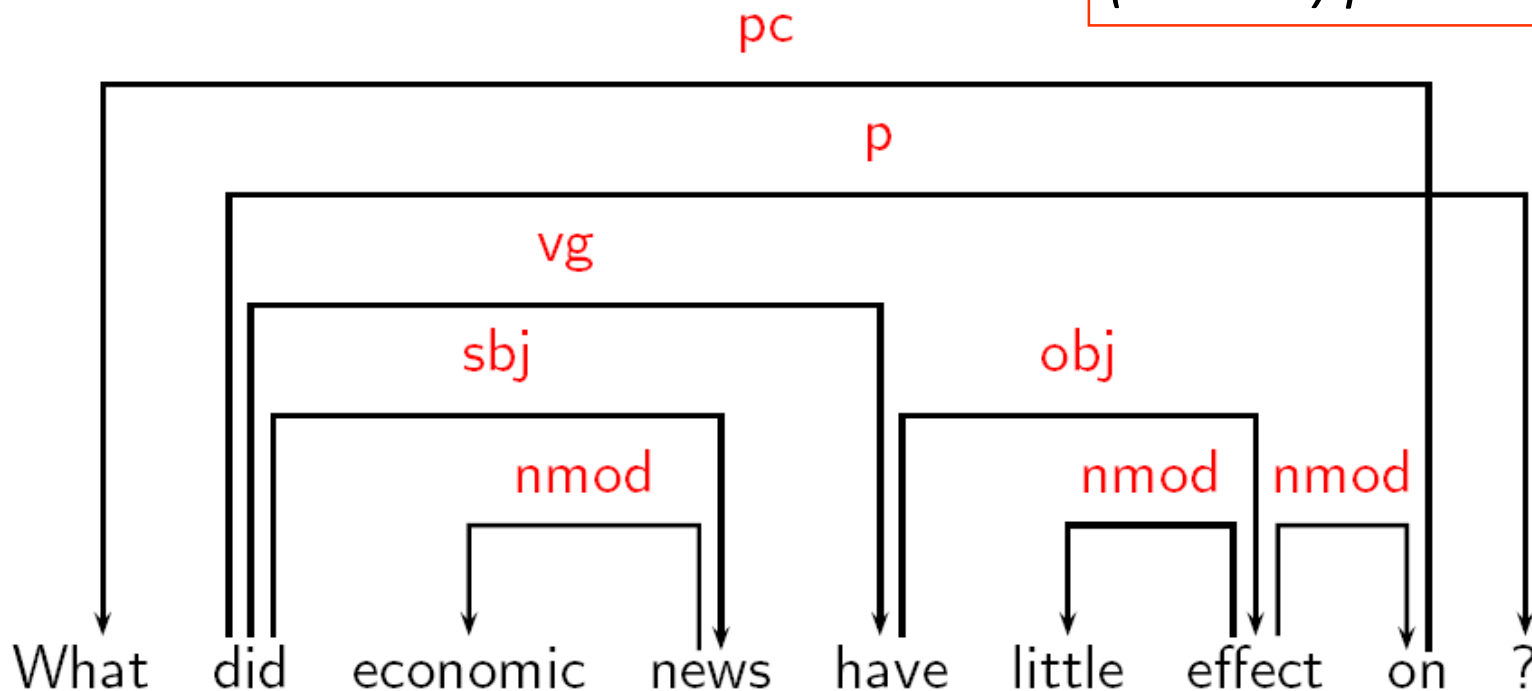 pc
p
vg
sbj obj
nmod nmod nmod
What did economic news have little effect on ?